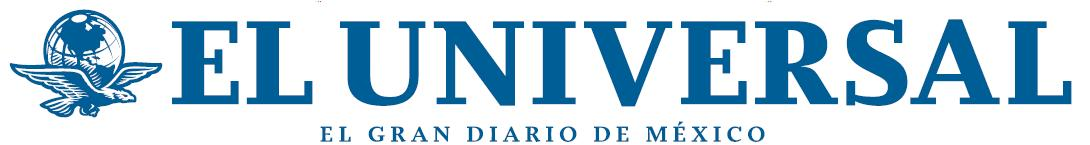 EL UNIVERSAL
EL GRAN DIARIO DE MÉXICO